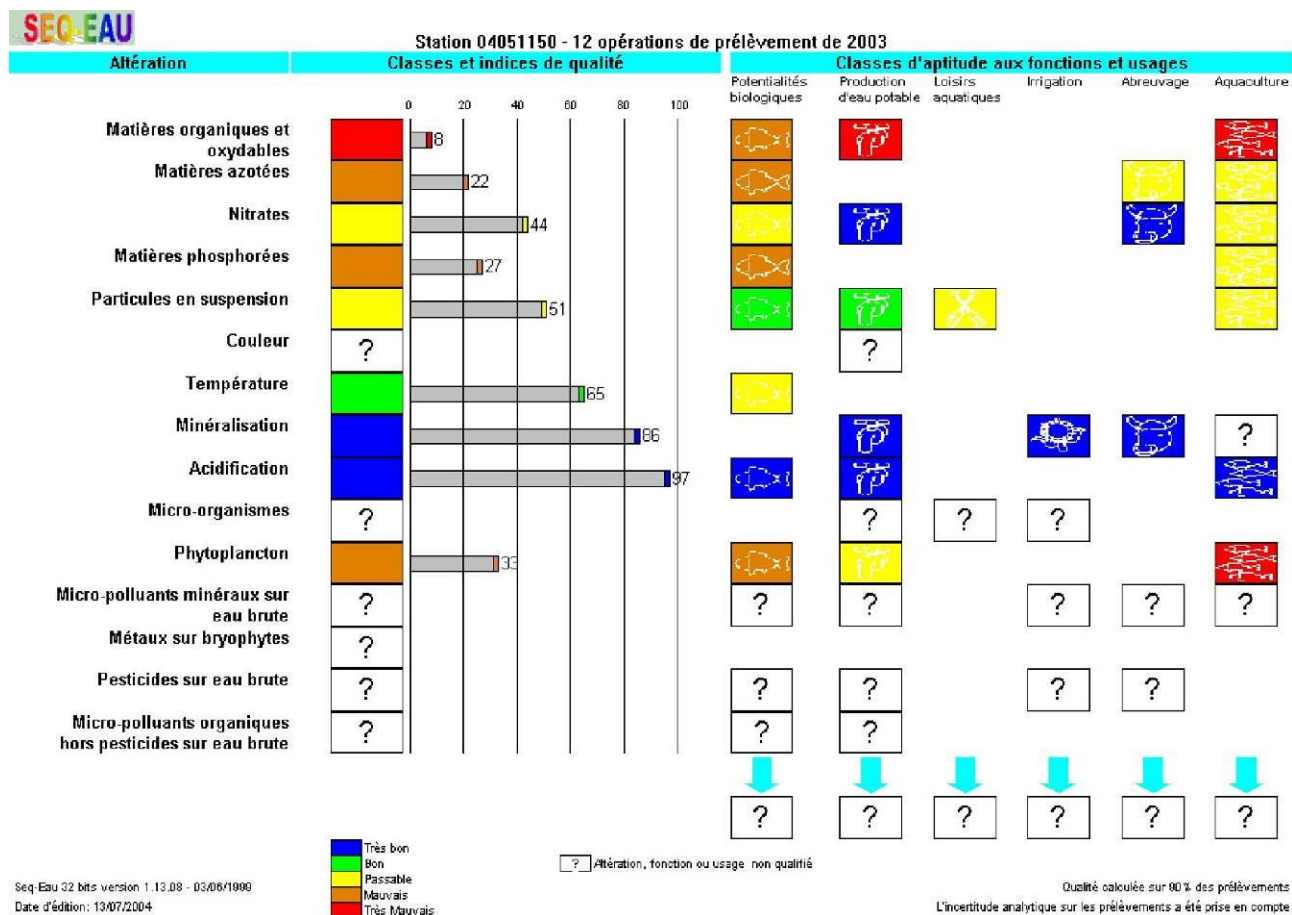 SEQ-EAU
Station 04051150 - 12 opérations de prélèvement de 2003
Altération
Classes et indices de qualité
Classes d'aptitude aux fonctions et usages
Potentialités
biologiques
Production
d'eau potable
Loisirs
aquatiques
Irrigation
Abreuvage
Aquaculture
0 20 40 60 80 100
Matières organiques et
oxydables
8
Matières azotées
22
Nitrates
44
Matières phosphorées
27
Particules en suspension
51
Couleur
? ?
Température
65
Minéralisation
86
?
Acidification
97
Micro-organismes
? ? ? ?
Phytoplancton
33
Micro-polluants minéraux sur
eau brute
? ? ? ? ? ?
Métaux sur bryophytes
?
Pesticides sur eau brute
? ? ? ? ?
Micro-polluants organiques
hors pesticides sur eau brute
? ? ?
? ? ? ? ? ?
Très bon
Bon
Passable
Mauvais
Très Mauvais
? Altération, fonction ou usage non qualifié
Seq-Eau 32 bits version 1.13.08 - 03/06/1999
Date d'édition: 13/07/2004
Qualité calculée sur 90 % des prélèvements
L'incertitude analytique sur les prélèvements a été prise en compte